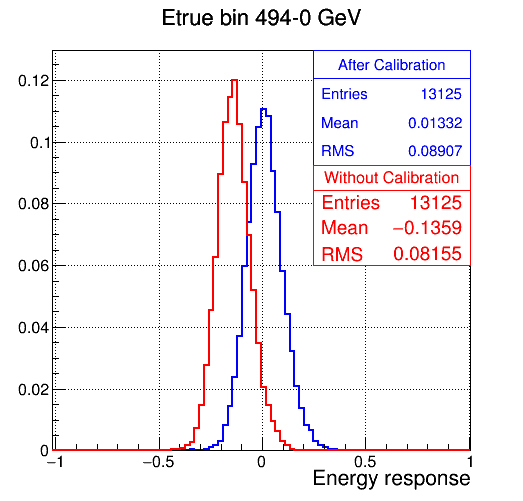 Etrue bin 494-0 GeV
After Calibration
Entries 13125
Mean 0.01332
RMS 0.08907
Without Calibration
Entries 13125
Mean −0.1359
RMS 0.08155
0.12
0.1
0.08
0.06
0.04
0.02
0
−1 −0.5 0 0.5 1
Energy response